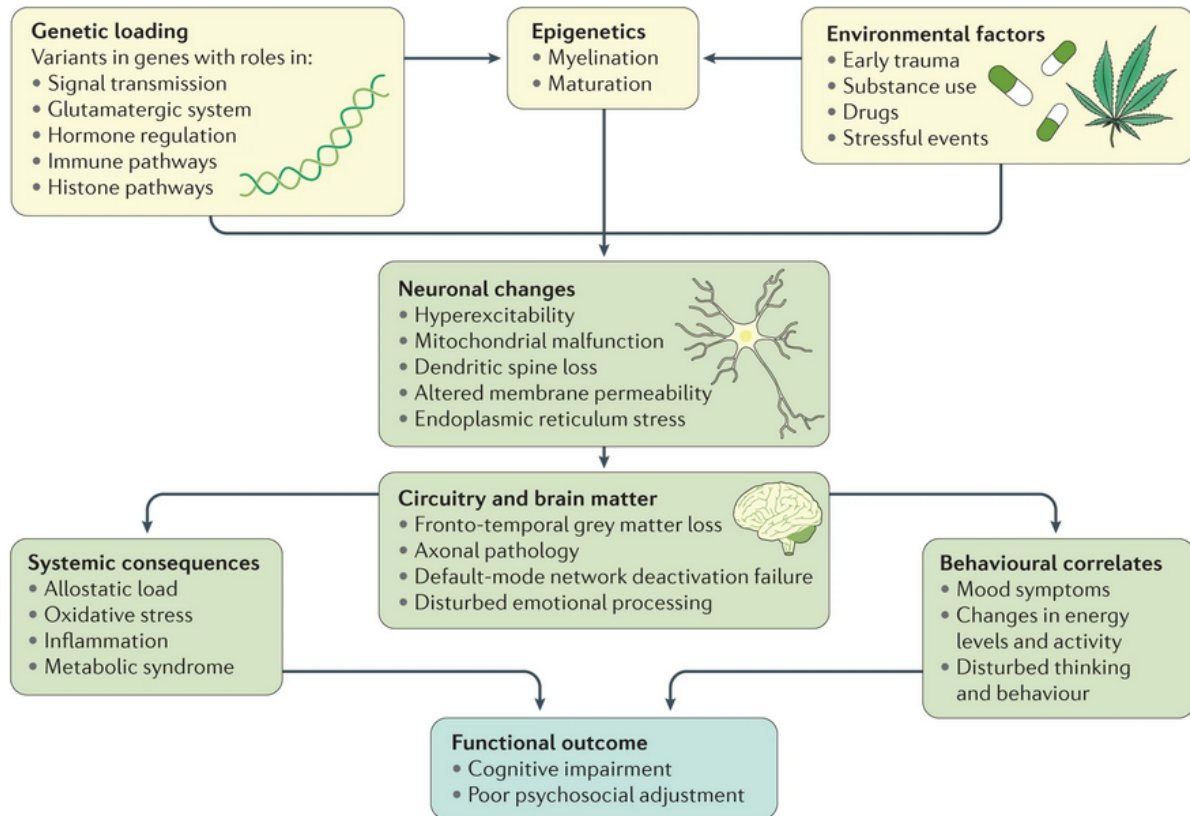 Genetic loading
Variants in genes with roles in:
• Signal transmission
• Glutamatergic system
• Hormone regulation
• Immune pathways
• Histone pathways
Epigenetics
• Myelination
• Maturation
Environmental factors
• Early trauma
• Substance use
• Drugs
• Stressful events
Neuronal changes
• Hyperexcitability
• Mitochondrial malfunction
• Dendritic spine loss
• Altered membrane permeability
• Endoplasmic reticulum stress
Circuitry and brain matter
• Fronto-temporal grey matter loss
• Axonal pathology
• Default-mode network deactivation failure
• Disturbed emotional processing
Systemic consequences
• Allostatic load
• Oxidative stress
• Inflammation
• Metabolic syndrome
Behavioural correlates
• Mood symptoms
• Changes in energy
levels and activity
• Disturbed thinking
and behaviour
Functional outcome
• Cognitive impairment
• Poor psychosocial adjustment